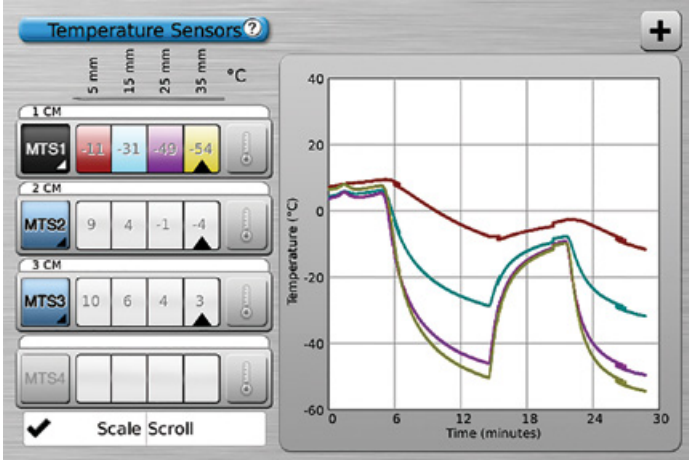 Temperature Sensors ?
+
5 mm 15 mm 25 mm 35 mm °C
1 CM
MTS1 -11 -31 -49 -54
2 CM
MTS2 9 4 -1 -4
3 CM
MTS3 10 6 4 3
MTS4
✓ Scale Scroll
Temperature (°C)
40
20
0
-20
-40
-60
0 6 12 18 24 30
Time (minutes)